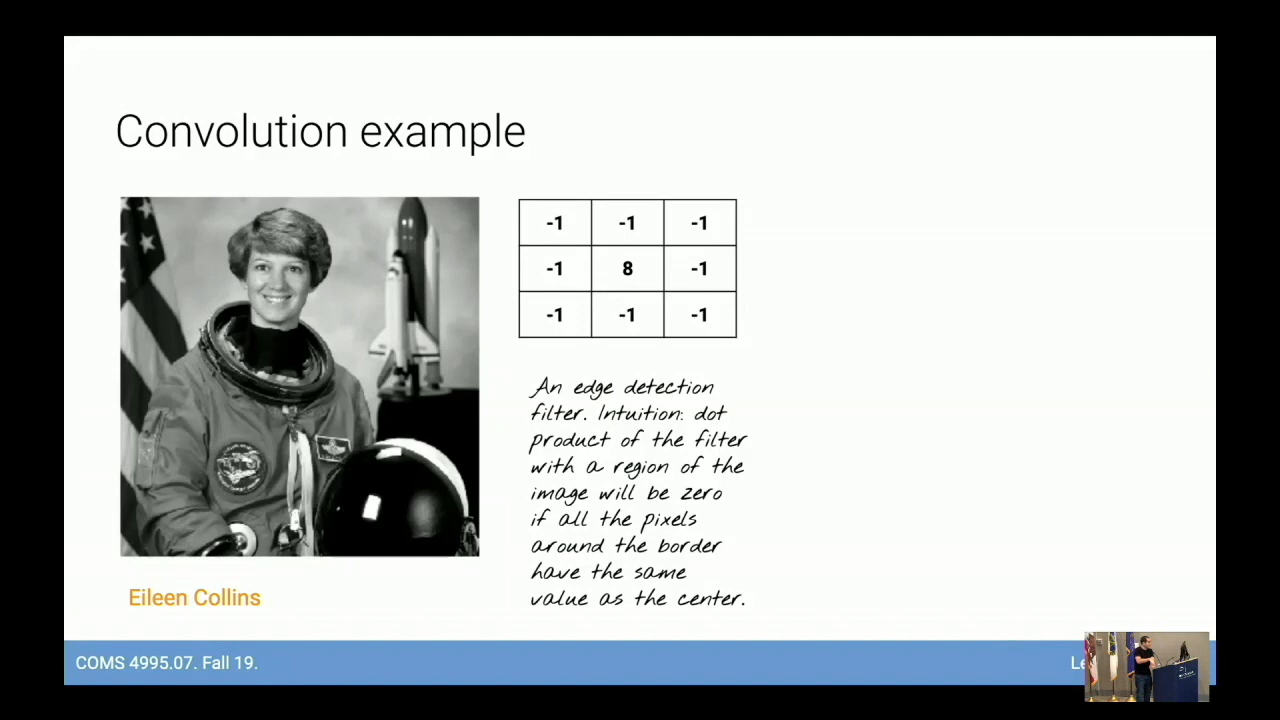 Convolution example
-1 -1 -1
-1 8 -1
-1 -1 -1
An edge detection
filter. Intuition: dot
product of the filter
with a region of the
image will be zero
if all the pixels
around the border
have the same
value as the center.
Eileen Collins
COMS 4995.07. Fall 19.